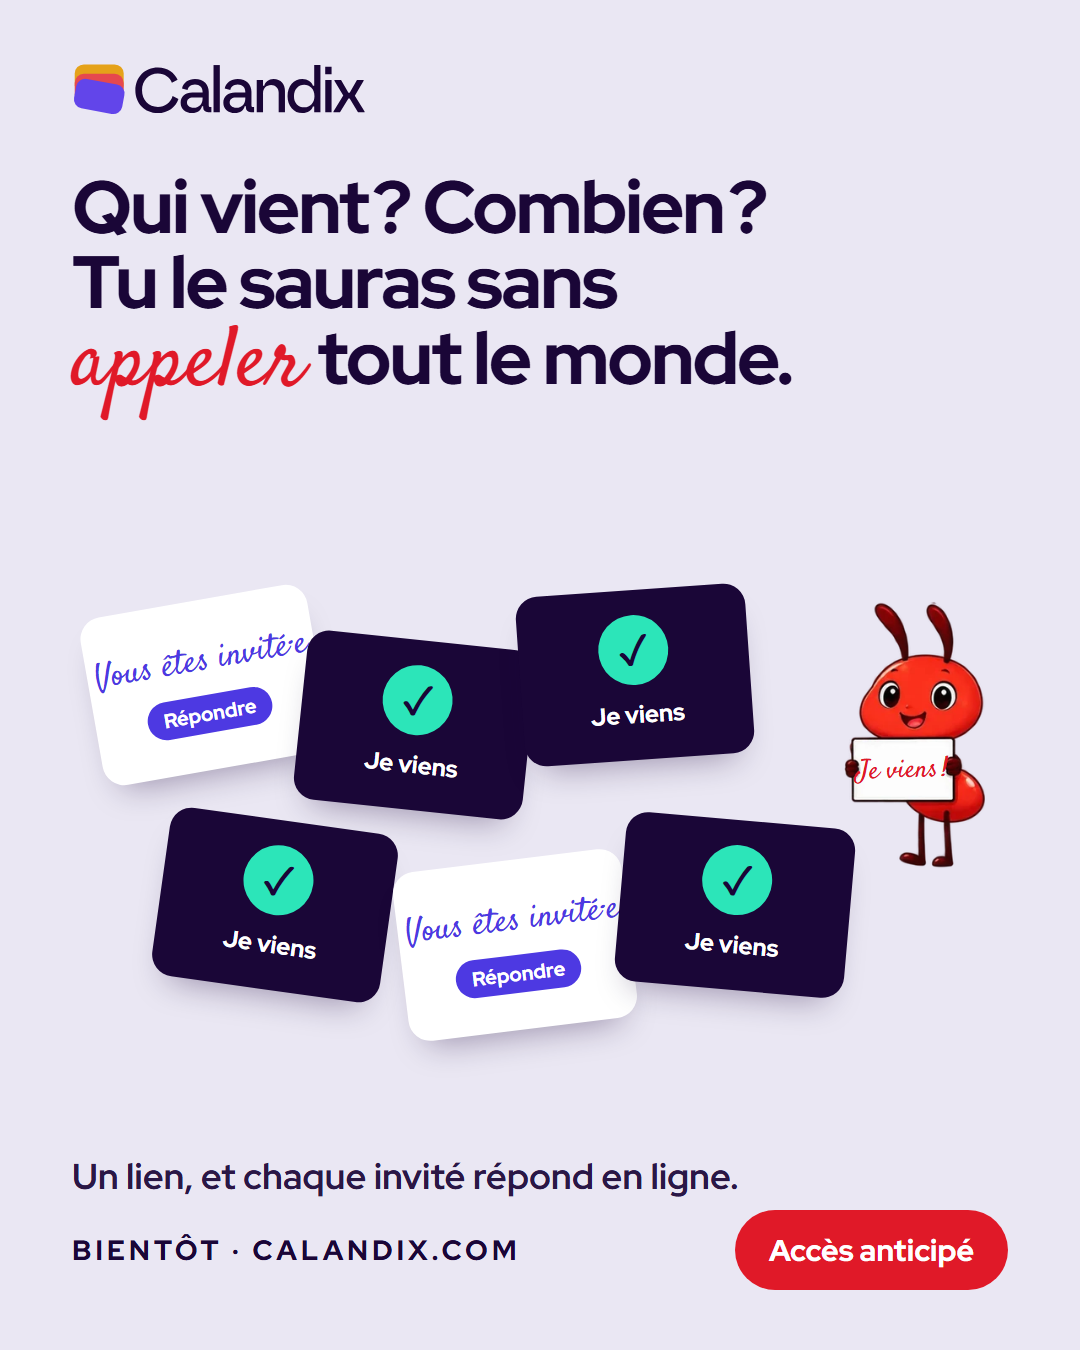 Calandix
Qui vient ? Combien ?
Tu le sauras sans
appeler tout le monde.
Vous êtes invité·e
Répondre
Je viens
Je viens
Je viens !
Je viens
Vous êtes invité·e
Répondre
Je viens
Un lien, et chaque invité répond en ligne.
BIENTÔT · CALANDIX.COM
Accès anticipé